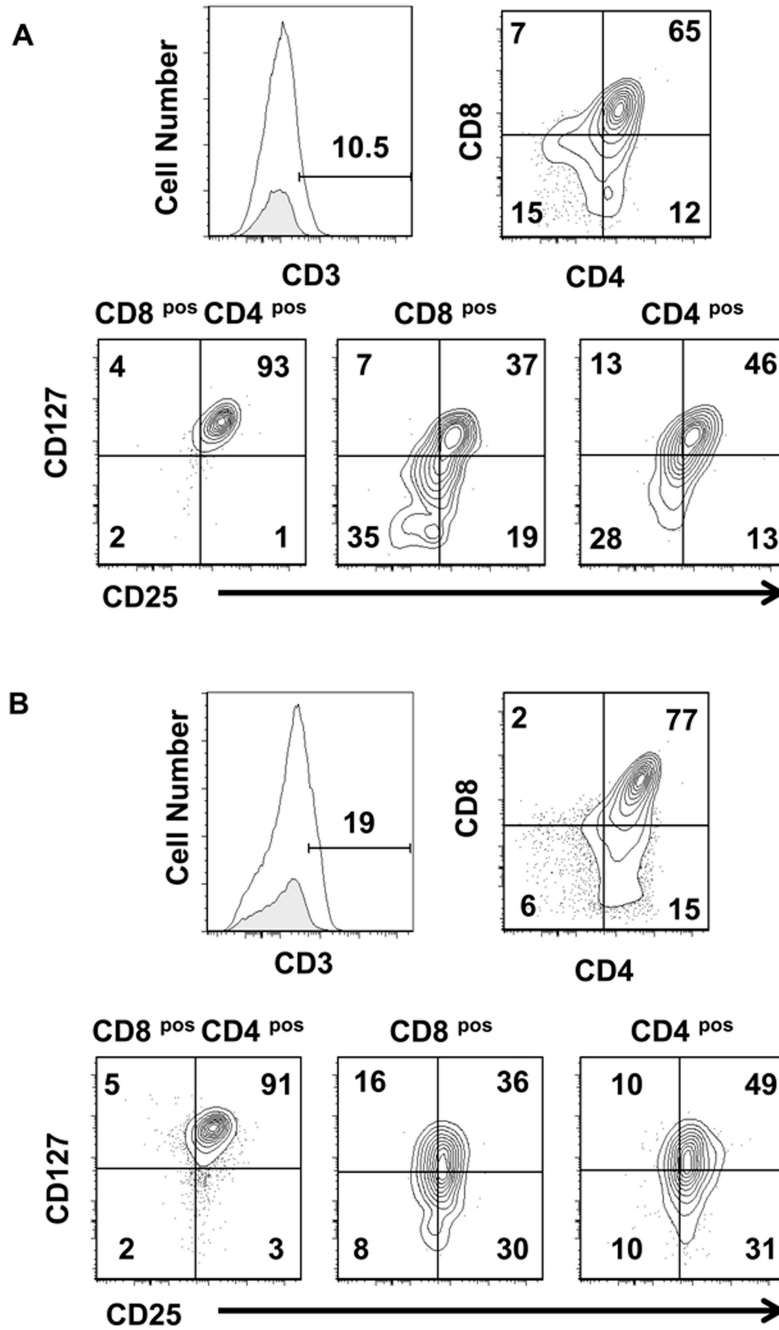 A
Cell Number
10.5
CD3
7 65
CD8
15 12
CD4
CD8 pos CD4 pos
CD8 pos
CD4 pos
CD127
4 93
2 1
7 37
35 19
13 46
28 13
CD25
B
Cell Number
19
CD3
2 77
CD8
6 15
CD4
CD8 pos CD4 pos
CD8 pos
CD4 pos
CD127
5 91
2 3
16 36
8 30
10 49
10 31
CD25